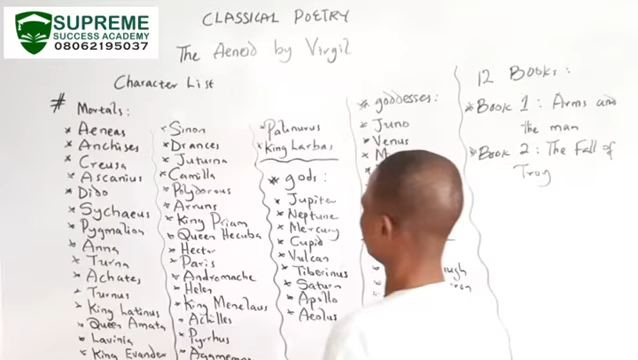 SUPREME
SUCCESS ACADEMY
08062195037
CLASSICAL POETRY
The Aeneid by Virgil
Character List
# Mortals:
* Aeneas
* Anchises
* Creusa
* Ascanius
* Dido
* Sychaeus
* Pygmalion
* Anna
* Turna
* Achates
* Turnus
* King Latinus
* Queen Amata
* Lavinia
* King Evander
* Sinon
* Drances
* Juturna
* Camilla
* Polydorous
* Arruns
* King Priam
* Queen Hecuba
* Hector
* Paris
* Andromache
* Helen
* King Menelaus
* Achilles
* Pyrrhus
* Palinurus
* King Larbas
* gods:
* Jupiter
* Neptune
* Mercury
* Cupid
* Vulcan
* Tiberinus
* Saturn
* Apollo
* Aeolus
* goddesses:
* Juno
* Venus
12 Books:
* Book 1: Arms and
the man
* Book 2: The Fall of
Troy